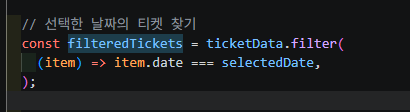 // 선택한 날짜의 티켓 찾기
const filteredTickets = ticketData.filter(
(item) => item.date === selectedDate,
);